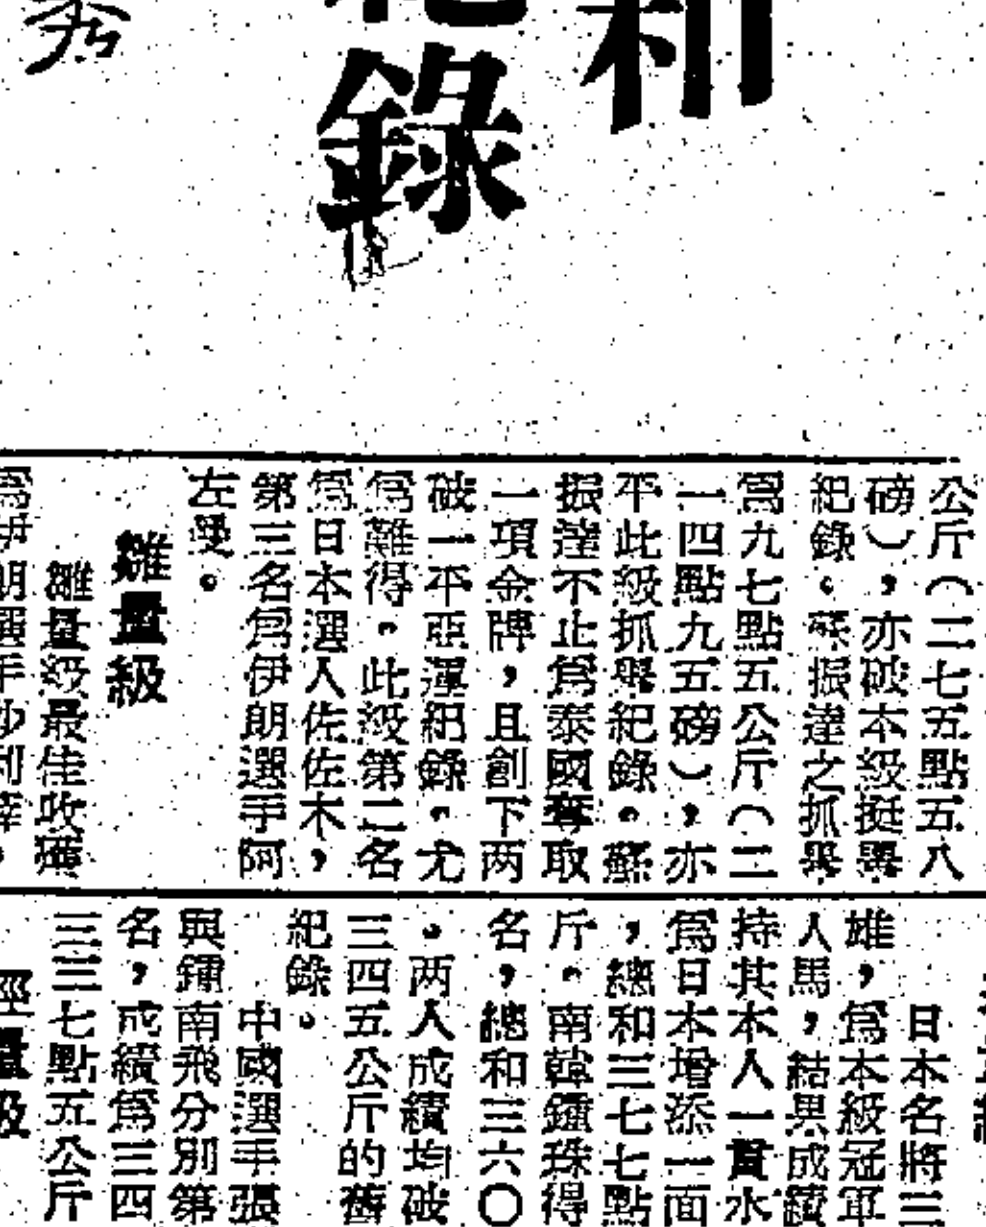 和
錄
秀
公斤（二七五點五八
磅），亦破本級挺舉
紀錄。蘇振達之抓舉
為九七點五公斤（二
一四點九五磅），亦
平此級抓舉紀錄。蘇
振達不止為泰國奪取
一項金牌，且創下两
破一平亞運紀錄。尤
為難得。此級第二名
為日本選人佐佐木，
第三名為伊朗選手阿
左曼。
雛量級
雛量級最佳收獲
為伊朗選手沙利
日本名將三
雄，為本級冠軍
人馬，結果成績
持其本人一貫水
為日本增添一面
，總和三七七點
斤。南韓鍾珠得
名，總和三六〇
。两人成績均破
三四五公斤的舊
紀錄。
中國選手張
與鍾南飛分別第
名，成績為三四
三三七點五公斤
量級